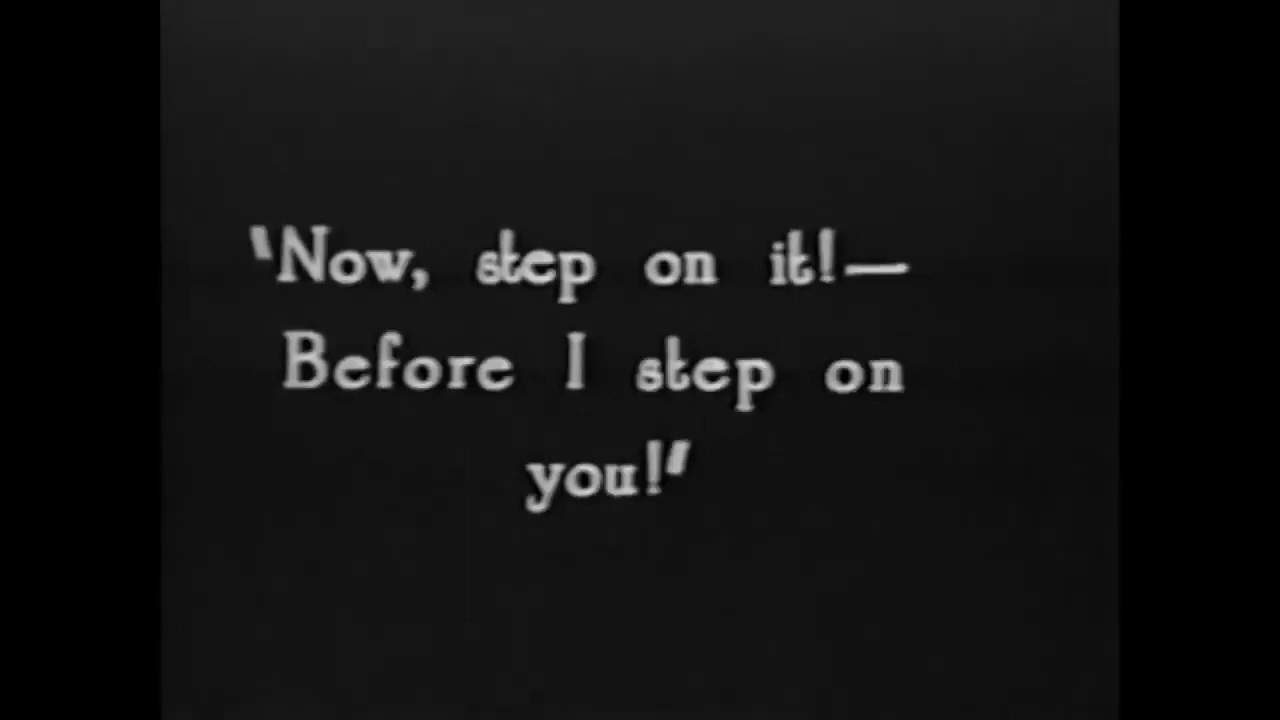 "Now, step on it!—
Before I step on
you!"